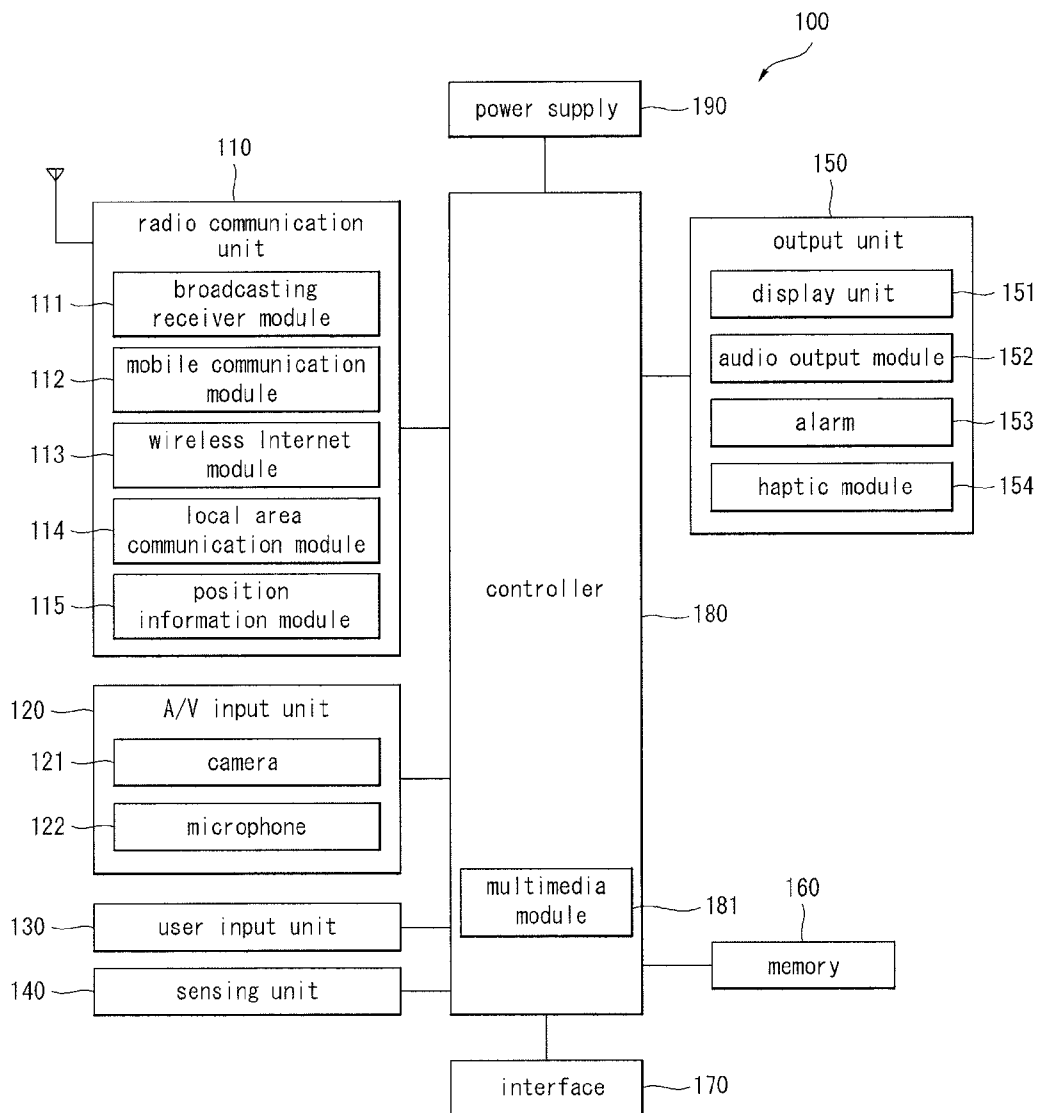 100
power supply
190
110
radio communication
unit
111
broadcasting
receiver module
112
mobile communication
module
113
wireless Internet
module
114
local area
communication module
115
position
information module
120
A/V input unit
121
camera
122
microphone
130
user input unit
140
sensing unit
controller
180
multimedia
module
181
150
output unit
display unit
151
audio output module
152
alarm
153
haptic module
154
160
memory
interface
170